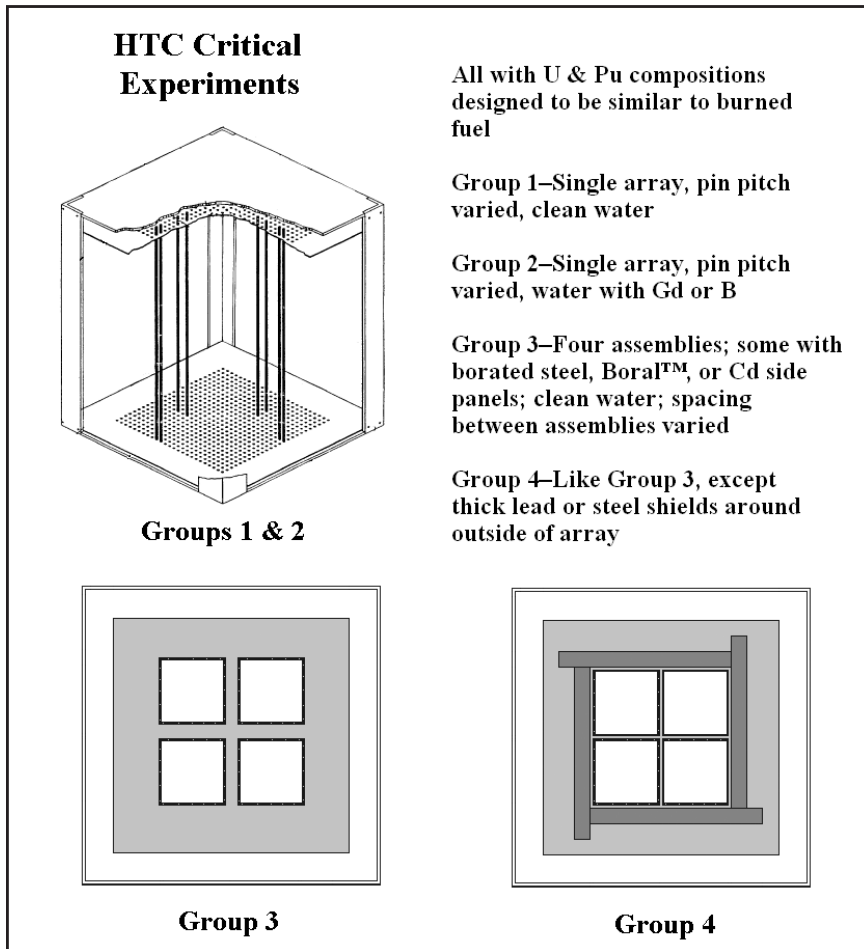 HTC Critical
Experiments
All with U & Pu compositions
designed to be similar to burned
fuel
Group 1–Single array, pin pitch
varied, clean water
Group 2–Single array, pin pitch
varied, water with Gd or B
Group 3–Four assemblies; some with
borated steel, Boral™, or Cd side
panels; clean water; spacing
between assemblies varied
Group 4–Like Group 3, except
thick lead or steel shields around
outside of array
Groups 1 & 2
Group 3
Group 4